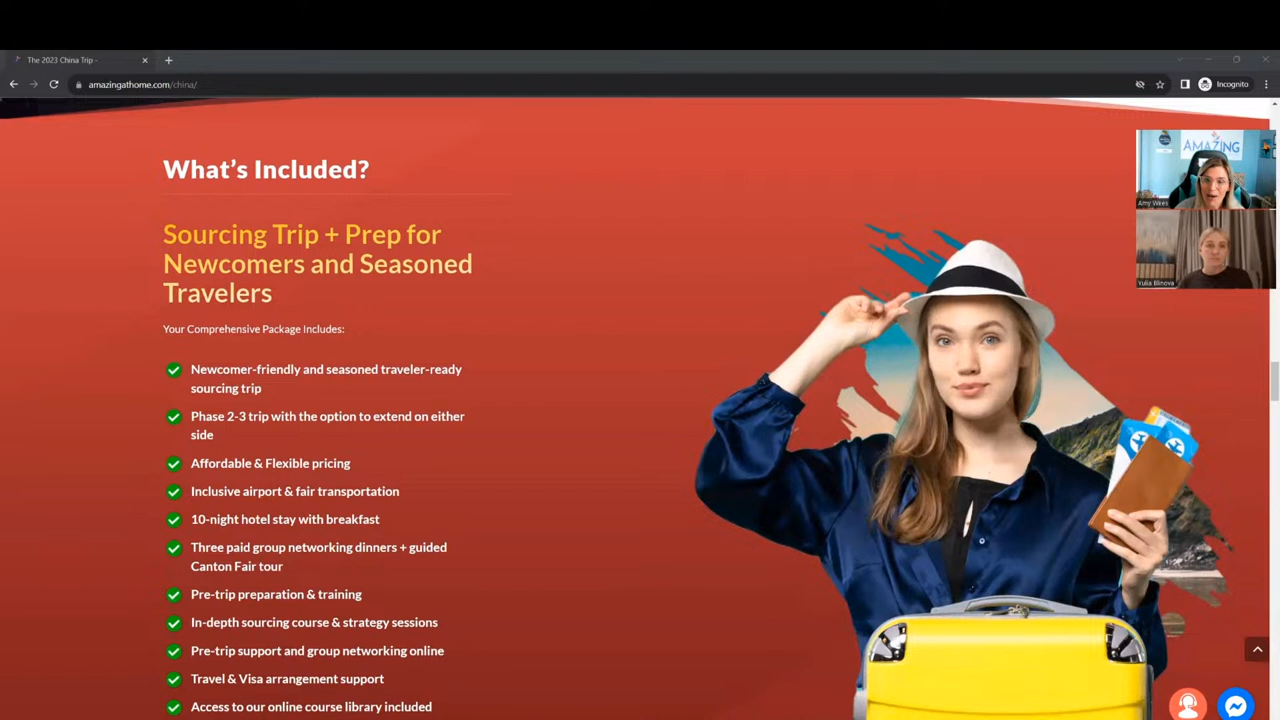 The 2023 China Trip -
amazingathome.com/china/
Incognito
What's Included?
AMAZING
Amy Wees
Sourcing Trip + Prep for
Newcomers and Seasoned
Travelers
Yulia Blinova
Your Comprehensive Package Includes:
Newcomer-friendly and seasoned traveler-ready
sourcing trip
Phase 2-3 trip with the option to extend on either
side
Affordable & Flexible pricing
Inclusive airport & fair transportation
10-night hotel stay with breakfast
Three paid group networking dinners + guided
Canton Fair tour
Pre-trip preparation & training
In-depth sourcing course & strategy sessions
Pre-trip support and group networking online
Travel & Visa arrangement support
Access to our online course library included